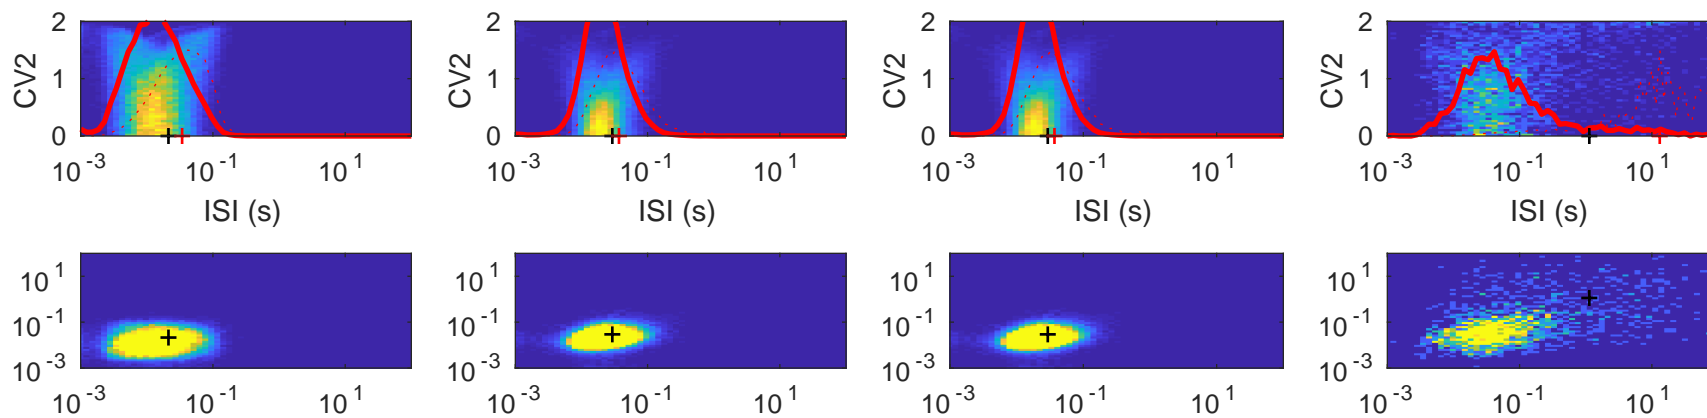 2 2 2 2
CV2 CV2 CV2 CV2
1 1 1 1
0 0 0 0
10^-3 10^-1 10^1 10^-3 10^-1 10^1 10^-3 10^-1 10^1 10^-3 10^-1 10^1
ISI (s) ISI (s) ISI (s) ISI (s)
10^1 10^1 10^1 10^1
10^-1 10^-1 10^-1 10^-1
10^-3 10^-3 10^-3 10^-3
10^-3 10^-1 10^1 10^-3 10^-1 10^1 10^-3 10^-1 10^1 10^-3 10^-1 10^1